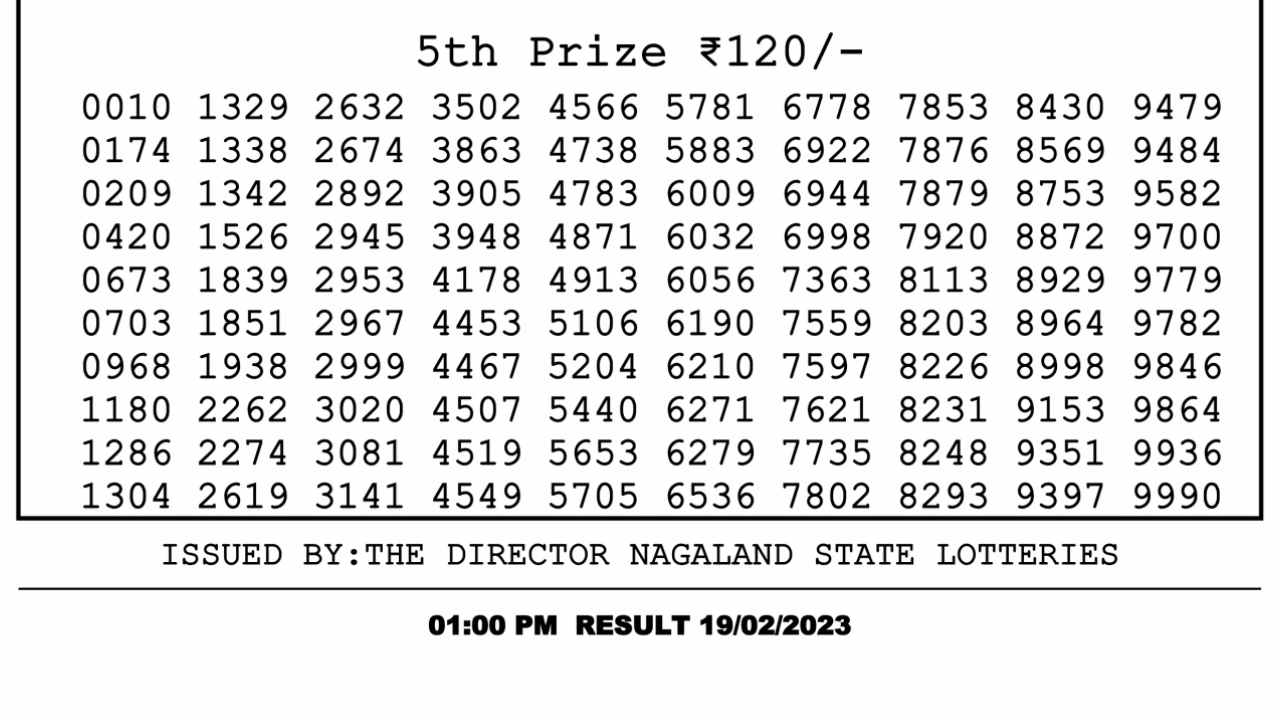 5th Prize ₹120/-
0010 1329 2632 3502 4566 5781 6778 7853 8430 9479
0174 1338 2674 3863 4738 5883 6922 7876 8569 9484
0209 1342 2892 3905 4783 6009 6944 7879 8753 9582
0420 1526 2945 3948 4871 6032 6998 7920 8872 9700
0673 1839 2953 4178 4913 6056 7363 8113 8929 9779
0703 1851 2967 4453 5106 6190 7559 8203 8964 9782
0968 1938 2999 4467 5204 6210 7597 8226 8998 9846
1180 2262 3020 4507 5440 6271 7621 8231 9153 9864
1286 2274 3081 4519 5653 6279 7735 8248 9351 9936
1304 2619 3141 4549 5705 6536 7802 8293 9397 9990
ISSUED BY:THE DIRECTOR NAGALAND STATE LOTTERIES
01:00 PM RESULT 19/02/2023